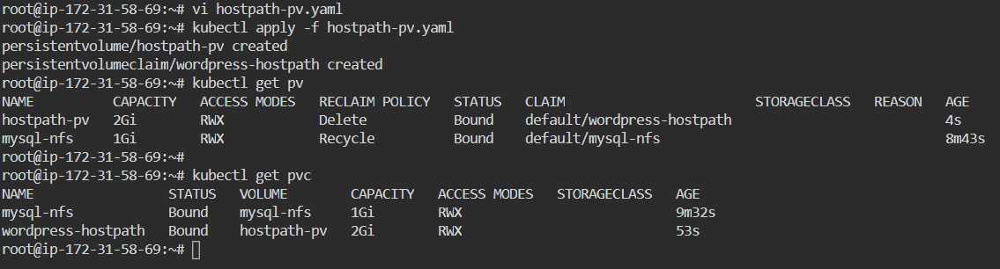 root@ip-172-31-58-69:~# vi hostpath-pv.yaml
root@ip-172-31-58-69:~# kubectl apply -f hostpath-pv.yaml
persistentvolume/hostpath-pv created
persistentvolumeclaim/wordpress-hostpath created
root@ip-172-31-58-69:~# kubectl get pv
NAME          CAPACITY   ACCESS MODES   RECLAIM POLICY   STATUS   CLAIM                        STORAGECLASS   REASON   AGE
hostpath-pv   2Gi        RWX            Delete           Bound    default/wordpress-hostpath                           4s
mysql-nfs     1Gi        RWX            Recycle          Bound    default/mysql-nfs                                    8m43s
root@ip-172-31-58-69:~#
root@ip-172-31-58-69:~# kubectl get pvc
NAME                 STATUS   VOLUME        CAPACITY   ACCESS MODES   STORAGECLASS   AGE
mysql-nfs            Bound    mysql-nfs     1Gi        RWX                           9m32s
wordpress-hostpath   Bound    hostpath-pv   2Gi        RWX                           53s
root@ip-172-31-58-69:~#